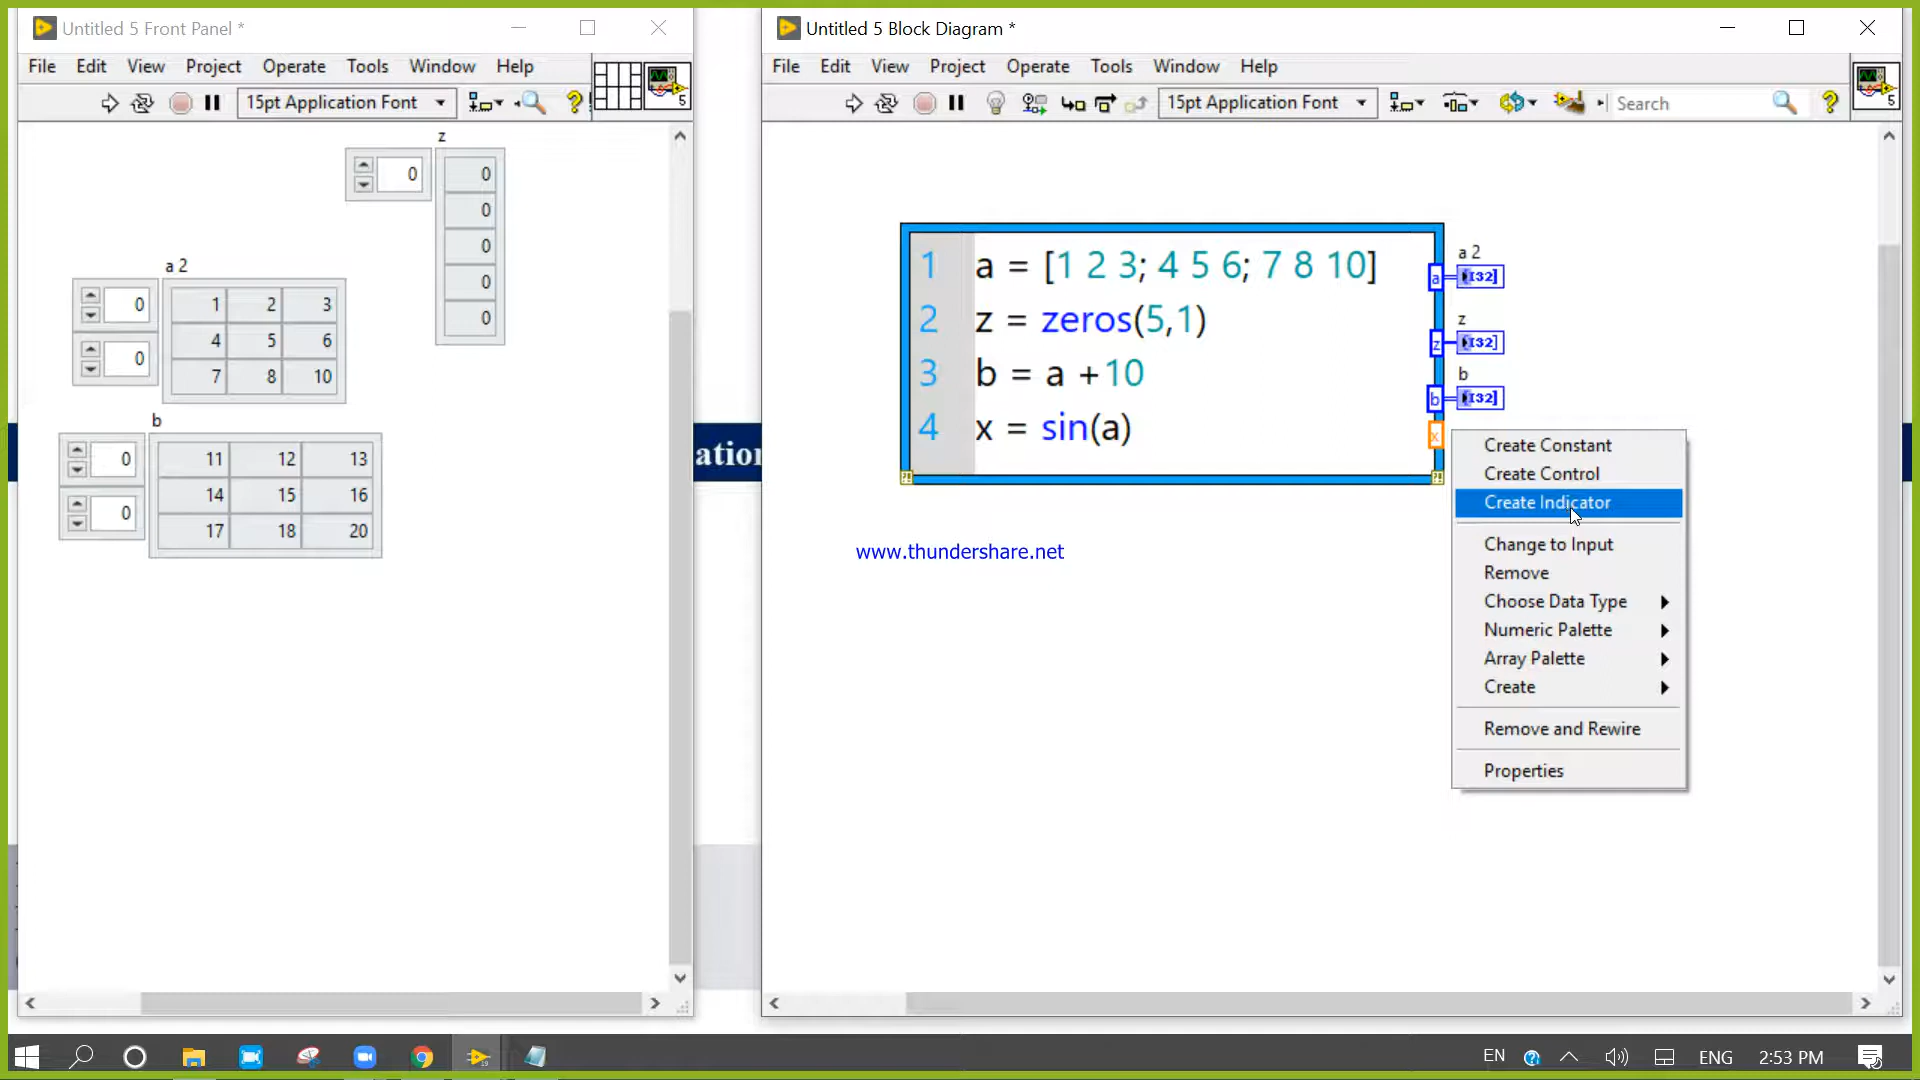 Untitled 5 Front Panel *
File Edit View Project Operate Tools Window Help
15pt Application Font
5
z
0
0
0
0
0
0
a 2
0
0
1 2 3
4 5 6
7 8 10
b
0
0
11 12 13
14 15 16
17 18 20
ation
Untitled 5 Block Diagram *
File Edit View Project Operate Tools Window Help
15pt Application Font
Search
5
1 a = [1 2 3; 4 5 6; 7 8 10]
2 z = zeros(5,1)
3 b = a +10
4 x = sin(a)
a 2
a [I32]
z
z [I32]
b
b [I32]
x
www.thundershare.net
Create Constant
Create Control
Create Indicator
Change to Input
Remove
Choose Data Type
Numeric Palette
Array Palette
Create
Remove and Rewire
Properties
EN ENG 2:53 PM